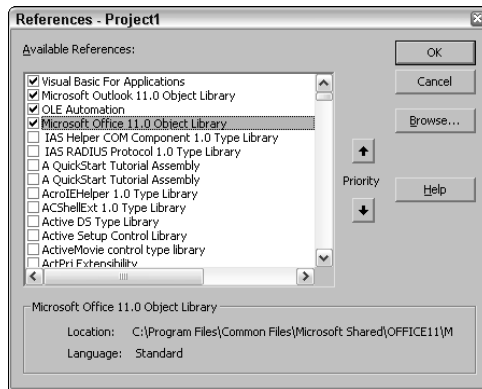 References - Project1
Available References:
OK
Cancel
Browse...
Help
Visual Basic For Applications
Microsoft Outlook 11.0 Object Library
OLE Automation
Microsoft Office 11.0 Object Library
IAS Helper COM Component 1.0 Type Library
IAS RADIUS Protocol 1.0 Type Library
A QuickStart Tutorial Assembly
A QuickStart Tutorial Assembly
AcroIEHelper 1.0 Type Library
ACShellExt 1.0 Type Library
Active DS Type Library
Active Setup Control Library
ActiveMovie control type library
ActPri Extensibility
Priority
Microsoft Office 11.0 Object Library
Location: C:\Program Files\Common Files\Microsoft Shared\OFFICE11\M
Language: Standard